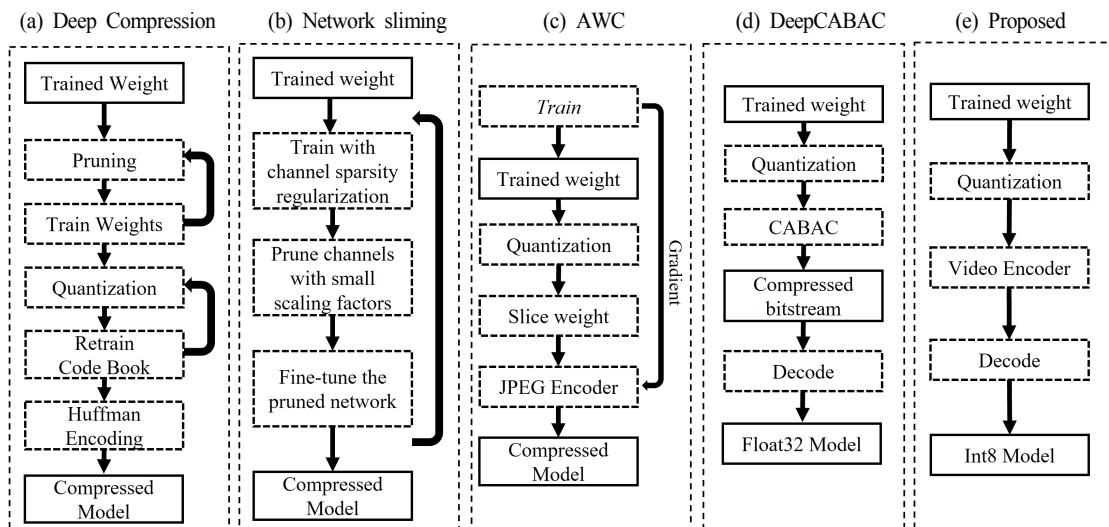 (a) Deep Compression
Trained Weight
Pruning
Train Weights
Quantization
Retrain
Code Book
Huffman
Encoding
Compressed
Model
(b) Network sliming
Trained weight
Train with
channel sparsity
regularization
Prune channels
with small
scaling factors
Fine-tune the
pruned network
Compressed
Model
(c) AWC
Train
Trained weight
Quantization
Slice weight
JPEG Encoder
Compressed
Model
Gradient
(d) DeepCABAC
Trained weight
Quantization
CABAC
Compressed
bitstream
Decode
Float32 Model
(e) Proposed
Trained weight
Quantization
Video Encoder
Decode
Int8 Model